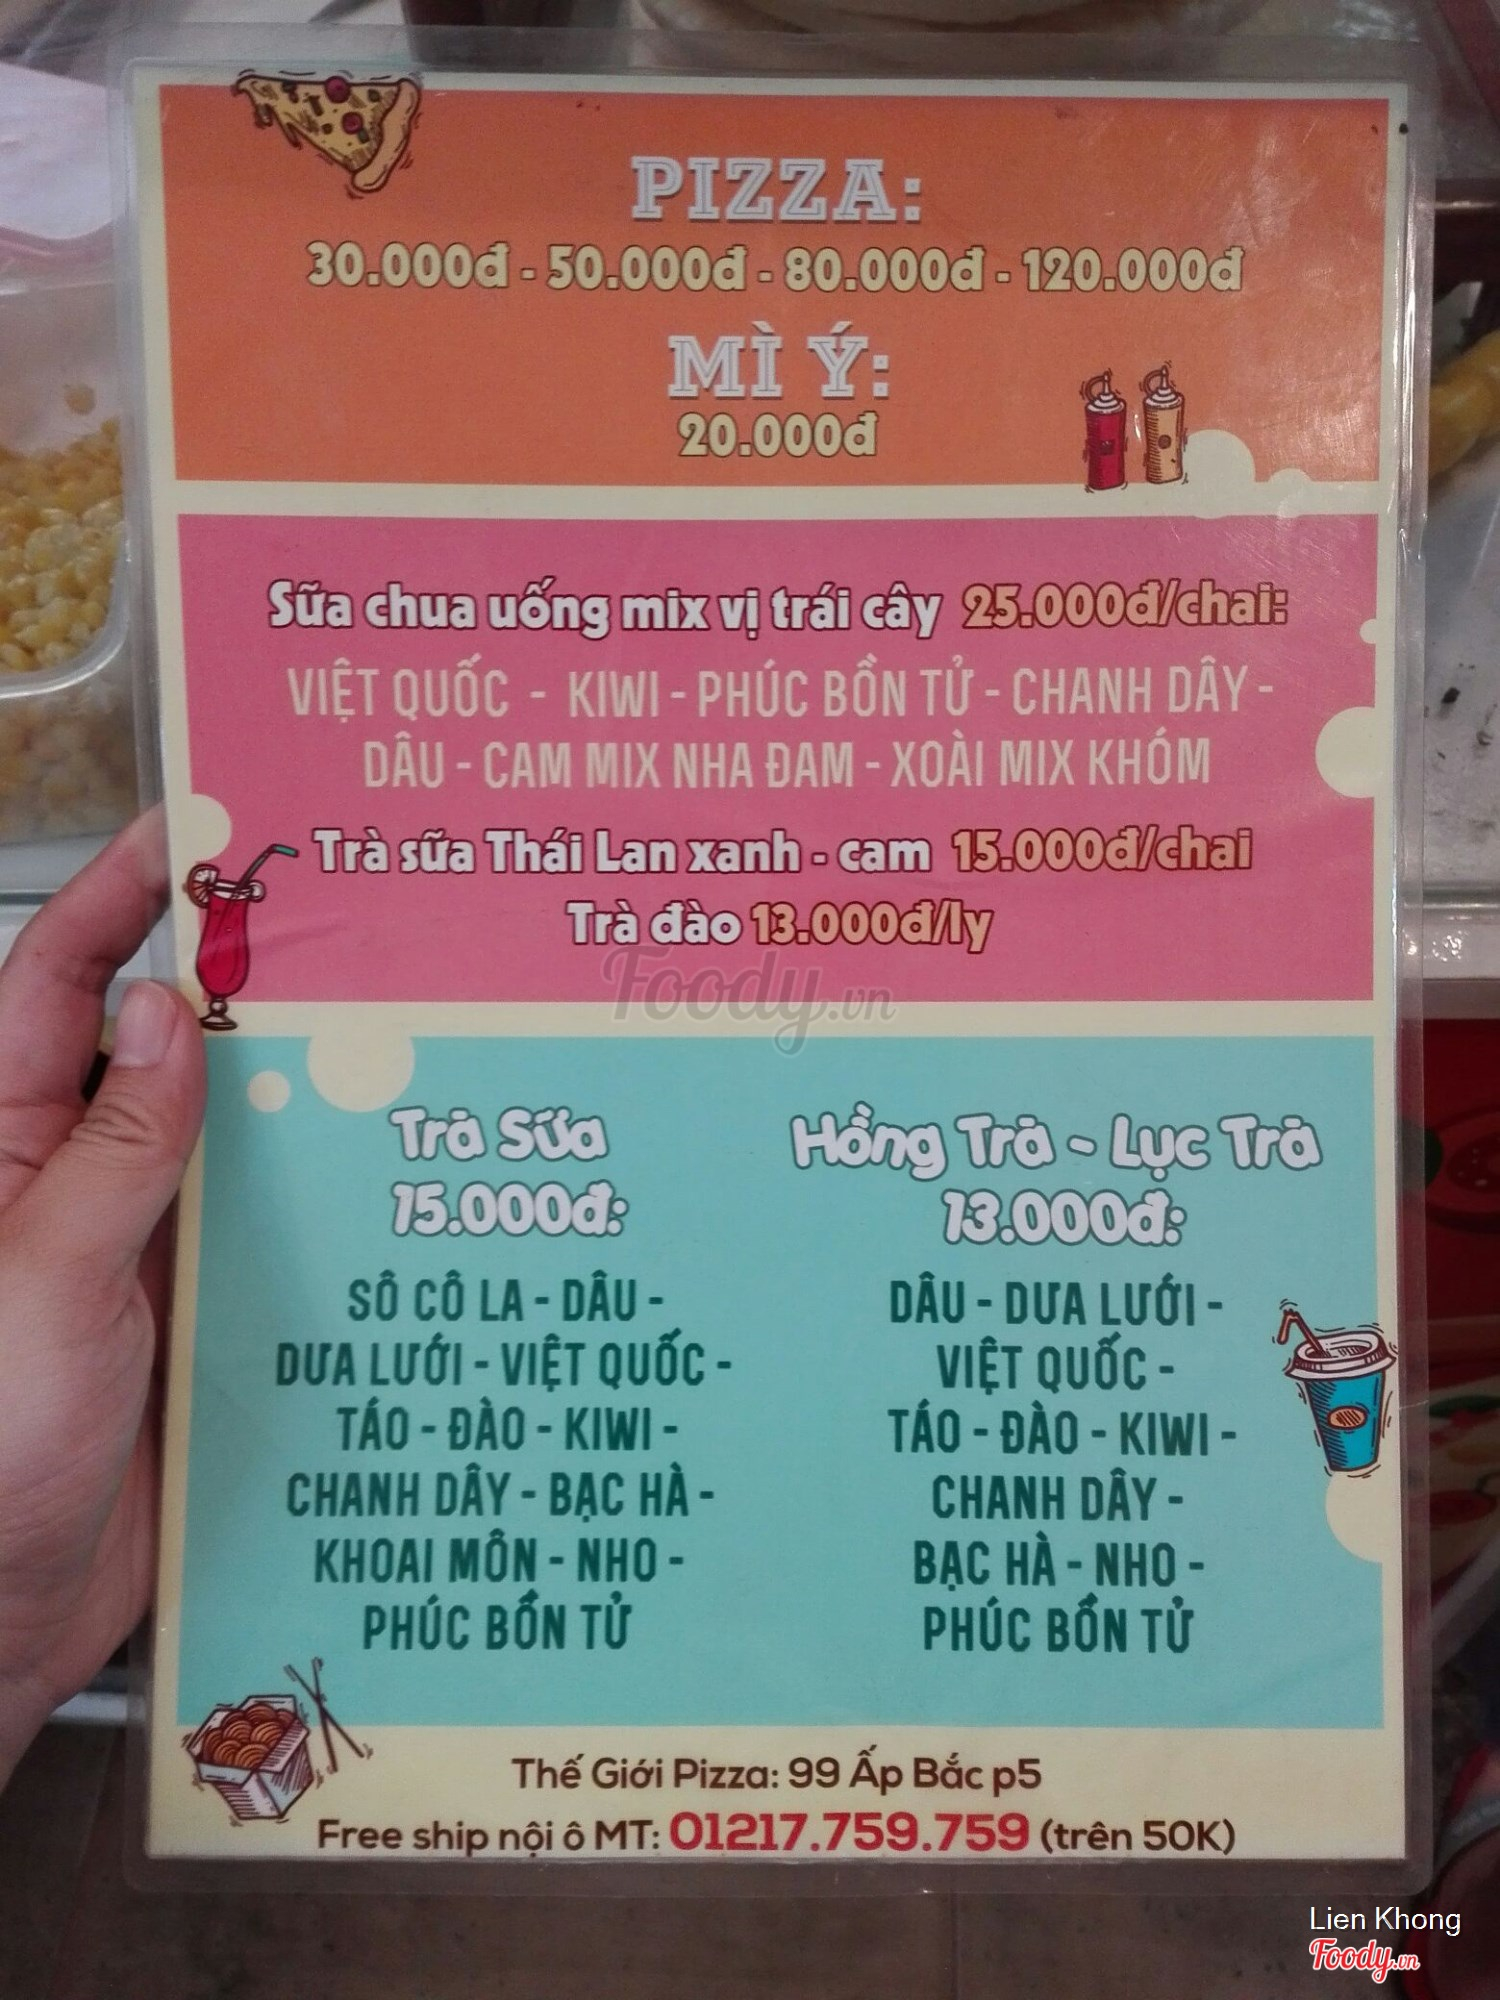 PIZZA:
30.000đ - 50.000đ - 80.000đ - 120.000đ
MÌ Ý:
20.000đ
Sữa chua uống mix vị trái cây 25.000đ/chai:
VIỆT QUỐC - KIWI - PHÚC BỒN TỬ - CHANH DÂY -
DÂU - CAM MIX NHA ĐAM - XOÀI MIX KHÓM
Trà sữa Thái Lan xanh - cam 15.000đ/chai
Trà đào 13.000đ/ly
Foody.vn
Trà Sữa
15.000đ:
SÔ CÔ LA - DÂU -
DƯA LƯỚI - VIỆT QUỐC -
TÁO - ĐÀO - KIWI -
CHANH DÂY - BẠC HÀ -
KHOAI MÔN - NHO -
PHÚC BỒN TỬ
Hồng Trà - Lục Trà
13.000đ:
DÂU - DƯA LƯỚI -
VIỆT QUỐC -
TÁO - ĐÀO - KIWI -
CHANH DÂY -
BẠC HÀ - NHO -
PHÚC BỒN TỬ
Thế Giới Pizza: 99 Ấp Bắc p5
Free ship nội ô MT: 01217.759.759 (trên 50K)
Lien Khong
Foody.vn